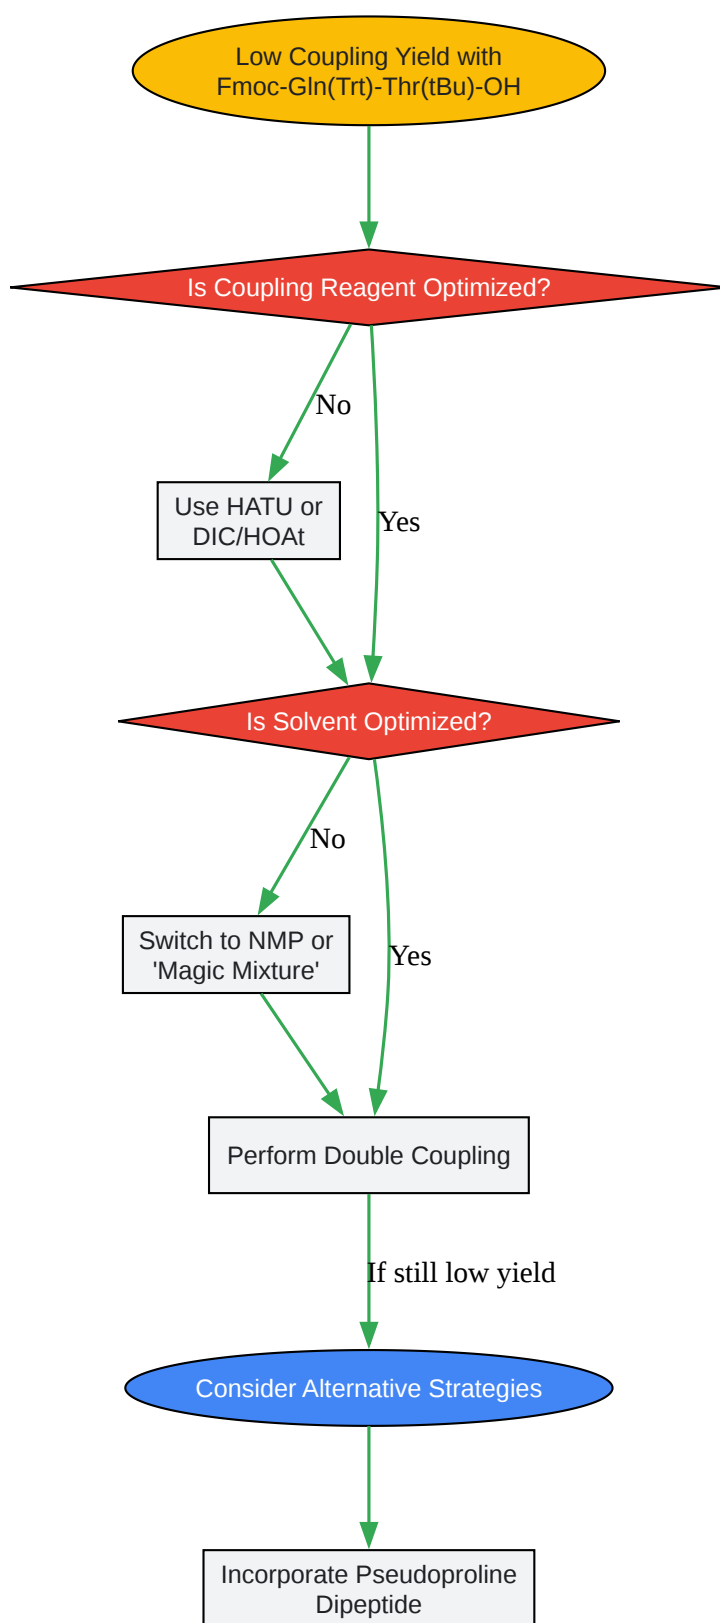 Low Coupling Yield with
Fmoc-Gln(Trt)-Thr(tBu)-OH
Is Coupling Reagent Optimized?
No
Use HATU or
DIC/HOAt
Yes
Is Solvent Optimized?
No
Switch to NMP or
'Magic Mixture'
Yes
Perform Double Coupling
If still low yield
Consider Alternative Strategies
Incorporate Pseudoproline
Dipeptide